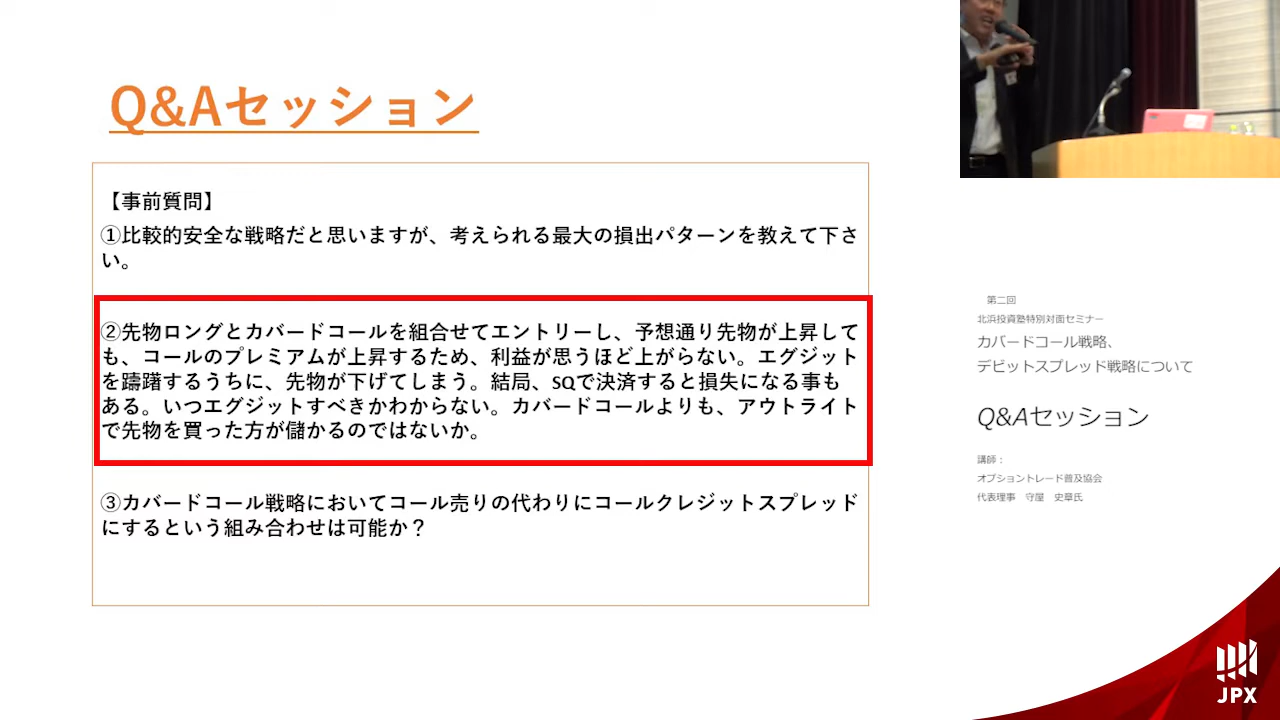 Q&Aセッション
【事前質問】
①比較的安全な戦略だと思いますが、考えられる最大の損出パターンを教えて下さ
い。
②先物ロングとカバードコールを組合せてエントリーし、予想通り先物が上昇して
も、コールのプレミアムが上昇するため、利益が思うほど上がらない。エグジット
を躊躇するうちに、先物が下げてしまう。結局、SQで決済すると損失になる事も
ある。いつエグジットすべきかわからない。カバードコールよりも、アウトライト
で先物を買った方が儲かるのではないか。
③カバードコール戦略においてコール売りの代わりにコールクレジットスプレッド
にするという組み合わせは可能か？
第二回
北浜投資塾特別対面セミナー
カバードコール戦略、
デビットスプレッド戦略について
Q&Aセッション
講師：
オプショントレード普及協会
代表理事　守屋　史章氏
JPX